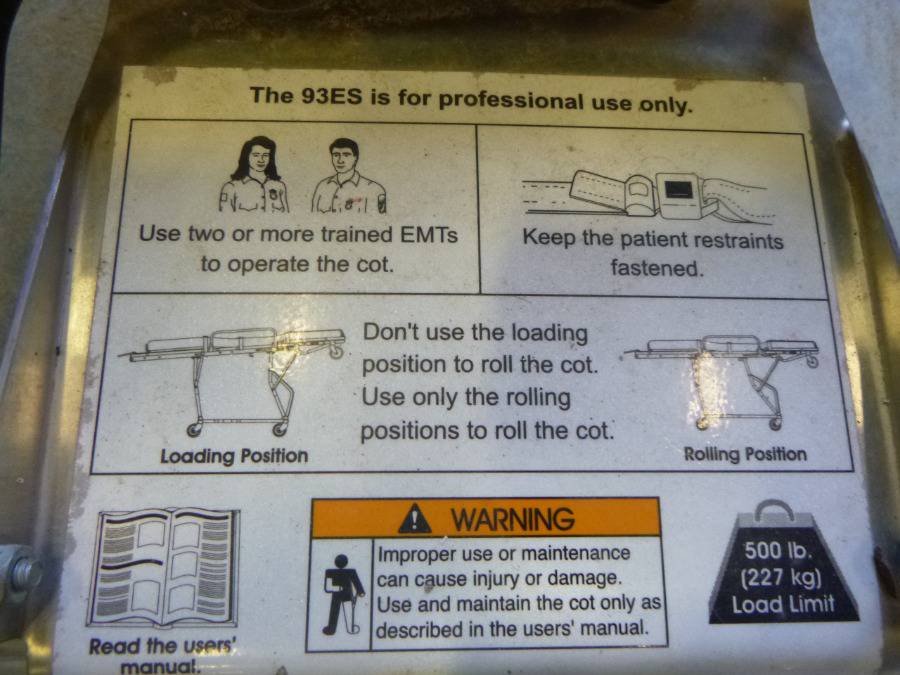 The 93ES is for professional use only.
Use two or more trained EMTs
to operate the cot.
Keep the patient restraints
fastened.
Don't use the loading
position to roll the cot.
Use only the rolling
positions to roll the cot.
Loading Position
Rolling Position
Read the users'
manual.
WARNING
Improper use or maintenance
can cause injury or damage.
Use and maintain the cot only as
described in the users' manual.
500 lb.
(227 kg)
Load Limit